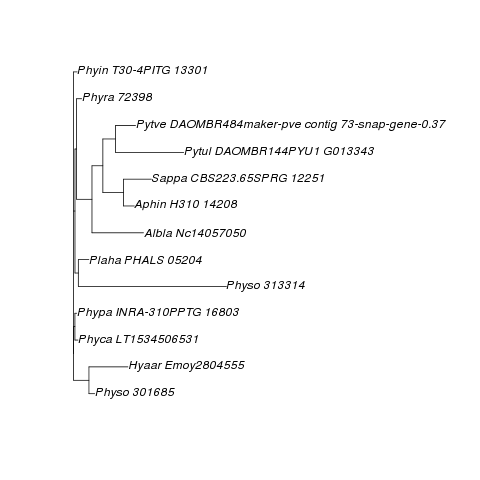 Phyin T30-4PITG 13301
Phyra 72398
Pytve DAOMBR484maker-pve contig 73-snap-gene-0.37
Pytul DAOMBR144PYU1 G013343
Sappa CBS223.65SPRG 12251
Aphin H310 14208
Albla Nc14057050
Plaha PHALS 05204
Physo 313314
Phypa INRA-310PPTG 16803
Phyca LT1534506531
Hyaar Emoy2804555
Physo 301685